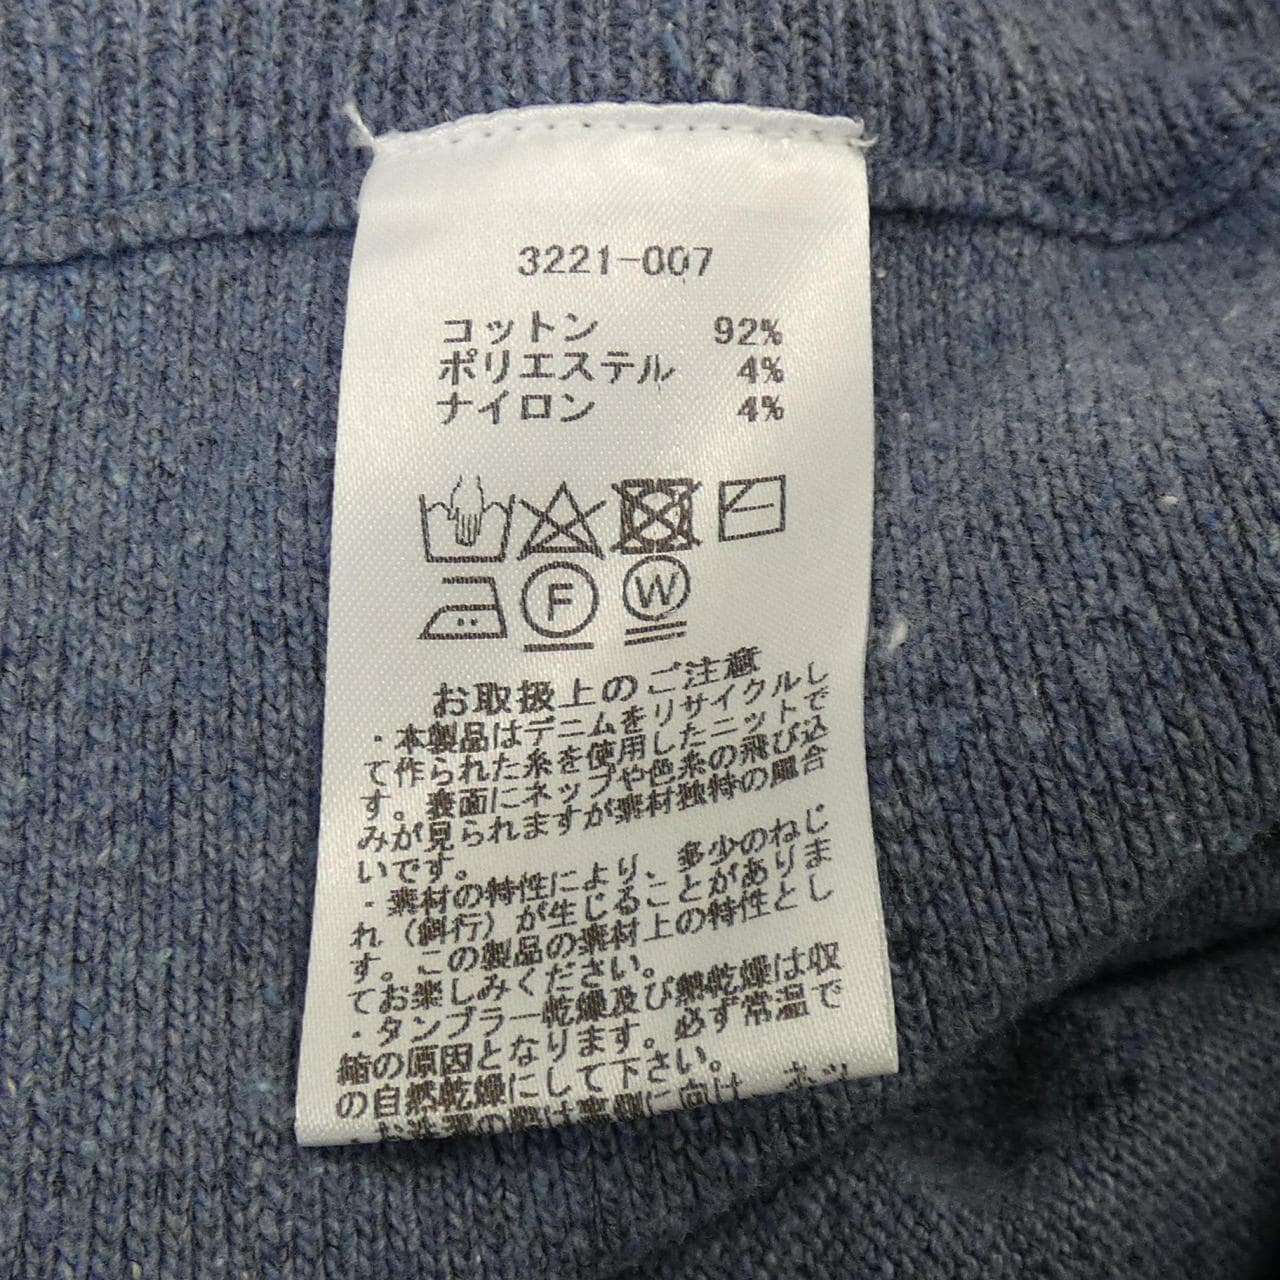 3221-007
コットン 92%
ポリエステル 4%
ナイロン 4%
F W
お取扱上のご注意
・本製品はデニムをリサイクルし
て作られた糸を使用したニットで
す。表面にネップや色糸の飛び込
みが見られますが素材独特の風合
いです。
・素材の特性により、多少のねじ
れ（斜行）が生じることがありま
す。この製品の素材上の特性とし
てお楽しみください。
・タンブラー乾燥及び熱乾燥は収
縮の原因となります。必ず常温で
の自然乾燥にして下さい。